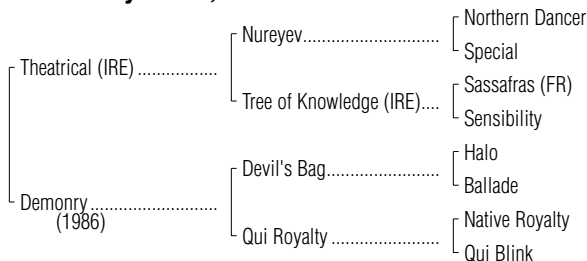 Northern Dancer
Nureyev
Special
Theatrical (IRE)
Sassafras (FR)
Tree of Knowledge (IRE)
Sensibility
Halo
Devil's Bag
Ballade
Demonry
(1986)
Native Royalty
Qui Royalty
Qui Blink